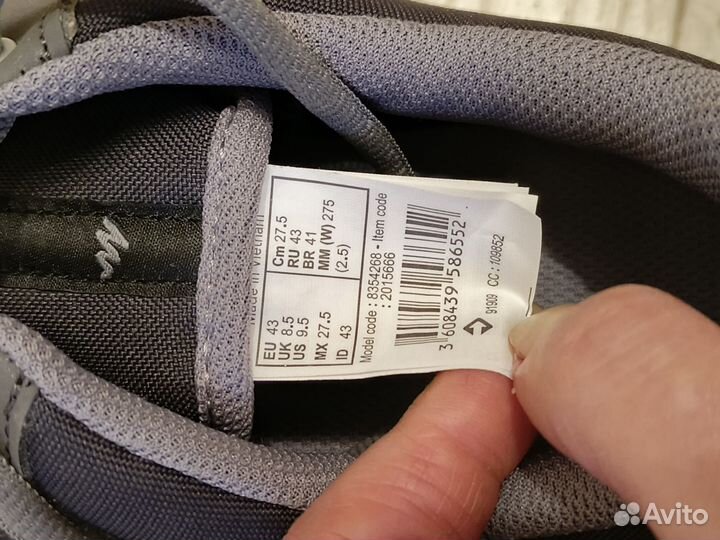 Made in Vietnam
EU 43
UK 8.5
US 9.5
MX 27.5
ID 43
Cm 27.5
RU 43
BR 41
MM (W) 275
(2.5)
Model code : 8354268 - Item code
: 2015666
3 608439 586552
91909 CC : 109852
Avito